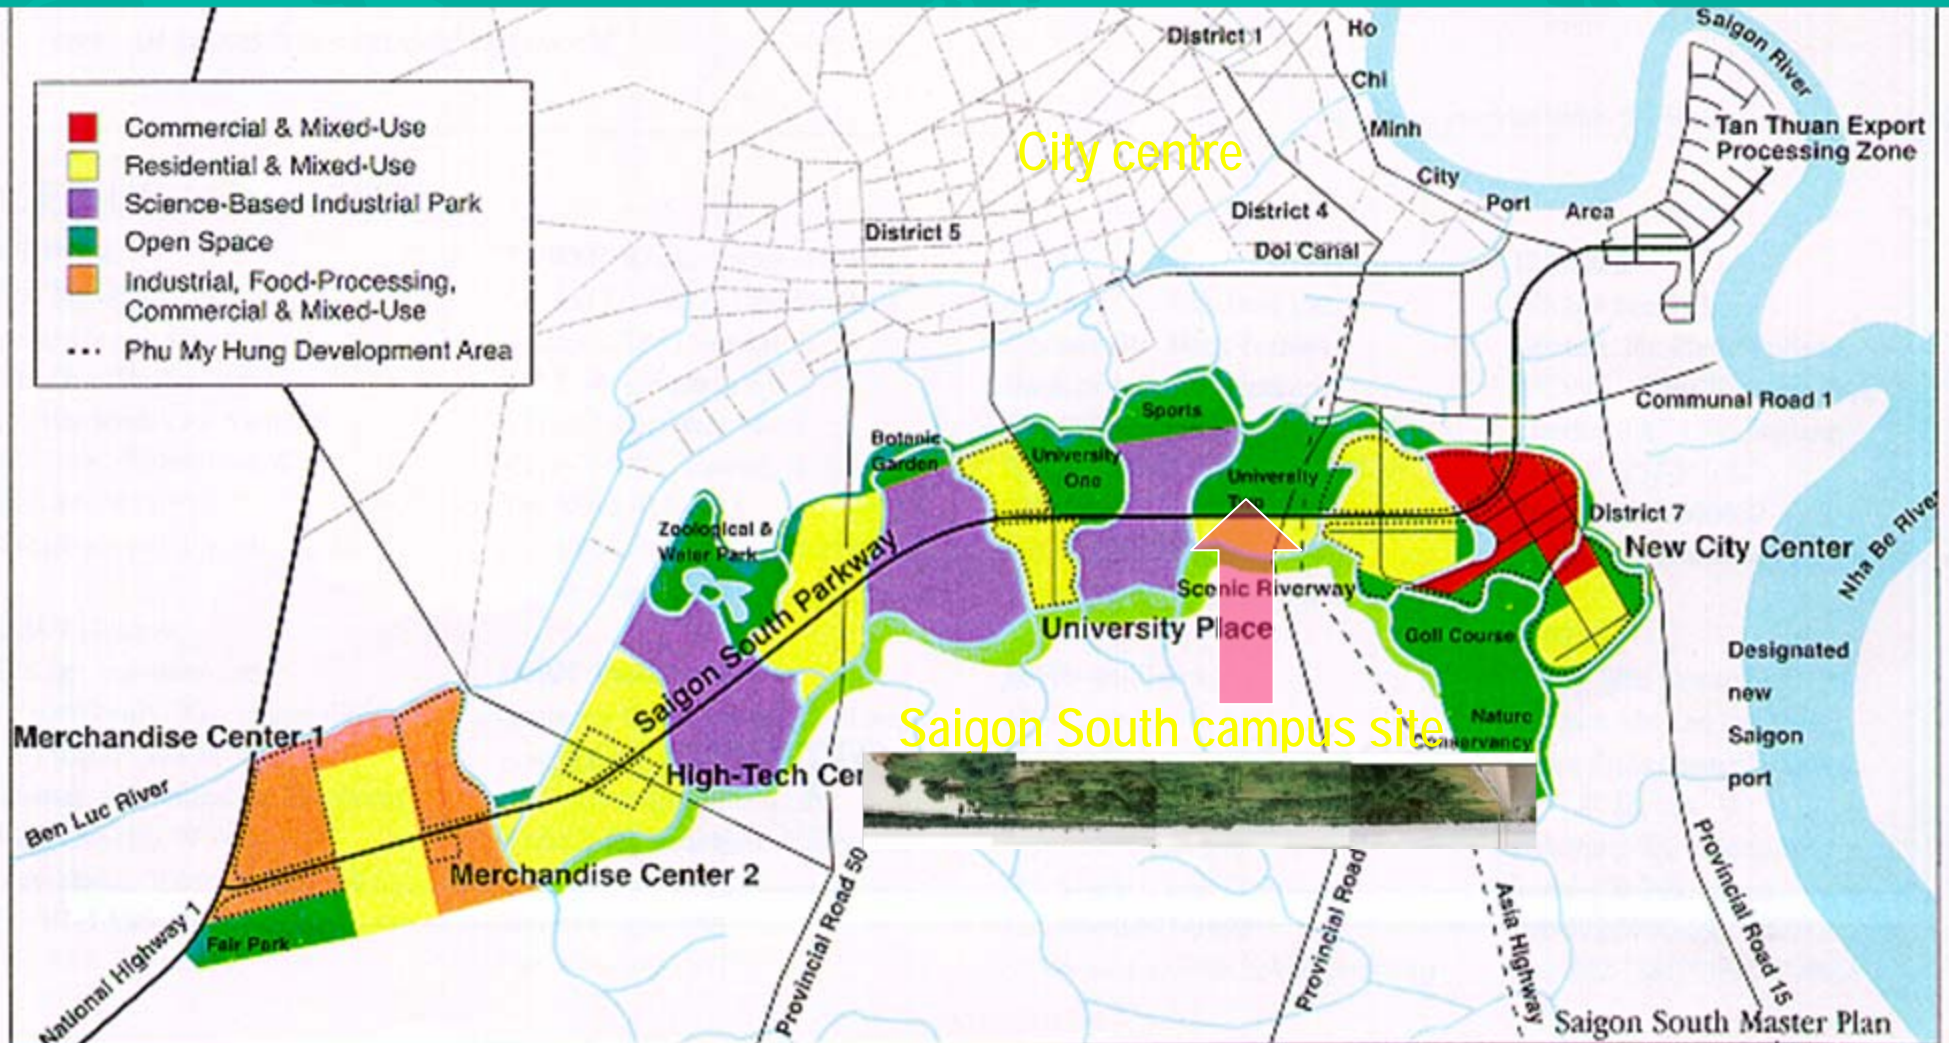 Commercial & Mixed-Use
Residential & Mixed-Use
Science-Based Industrial Park
Open Space
Industrial, Food-Processing,
Commercial & Mixed-Use
Phu My Hung Development Area
District 1
Ho
Chi
Minh
City
Port
Area
Saigon River
Tan Thuan Export
Processing Zone
City centre
District 4
Doi Canal
District 5
Communal Road 1
Sports
Botanic
Garden
University
One
University
Two
Zoological &
Water Park
District 7
New City Center
Nha Be River
Saigon South Parkway
Scenic Riverway
University Place
Golf Course
Nature
Conservancy
Designated
new
Saigon
port
Saigon South campus site
Merchandise Center 1
High-Tech Cen
Ben Luc River
Merchandise Center 2
Fair Park
National Highway 1
Provincial Road 50
Provincial Road
Asia Highway
Provincial Road 15
Saigon South Master Plan